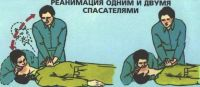 РЕАНИМАЦИЯ ОДНИМ И ДВУМЯ
СПАСАТЕЛЯМИ